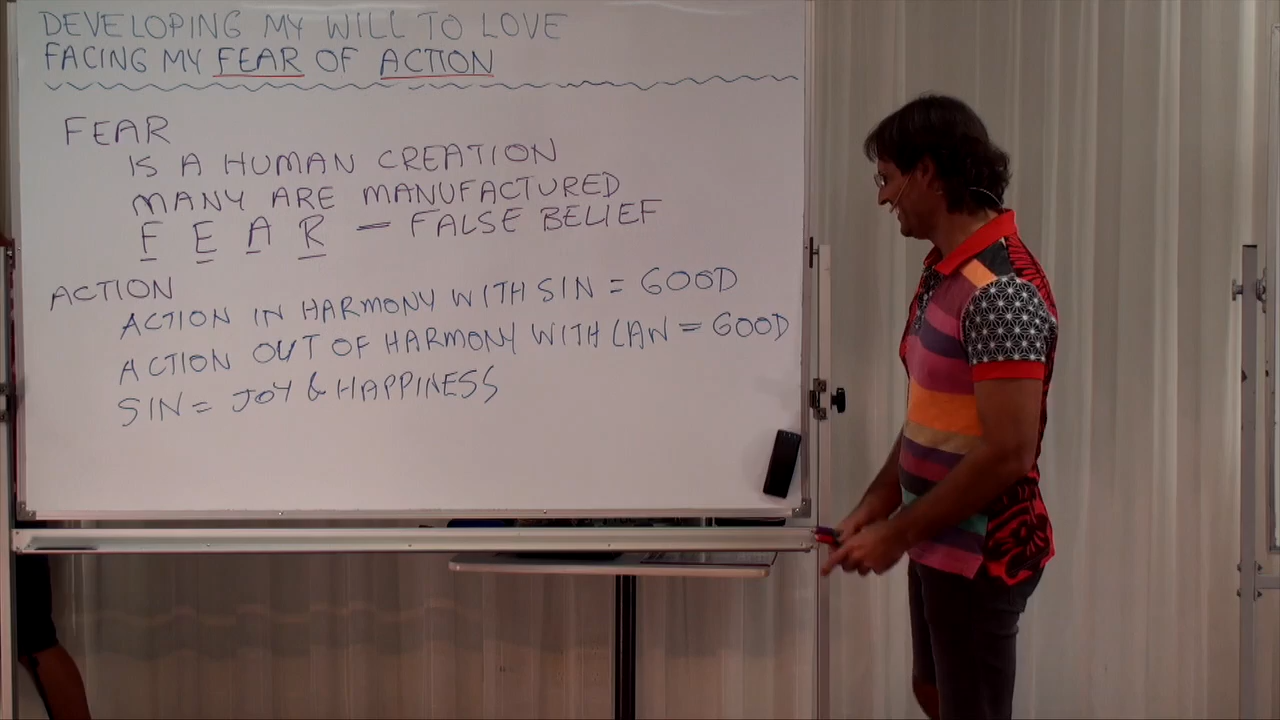 DEVELOPING MY WILL TO LOVE
FACING MY FEAR OF ACTION
FEAR
IS A HUMAN CREATION
MANY ARE MANUFACTURED
F E A R - FALSE BELIEF
ACTION
ACTION IN HARMONY WITH SIN = GOOD
ACTION OUT OF HARMONY WITH LAW = GOOD
SIN = JOY & HAPPINESS